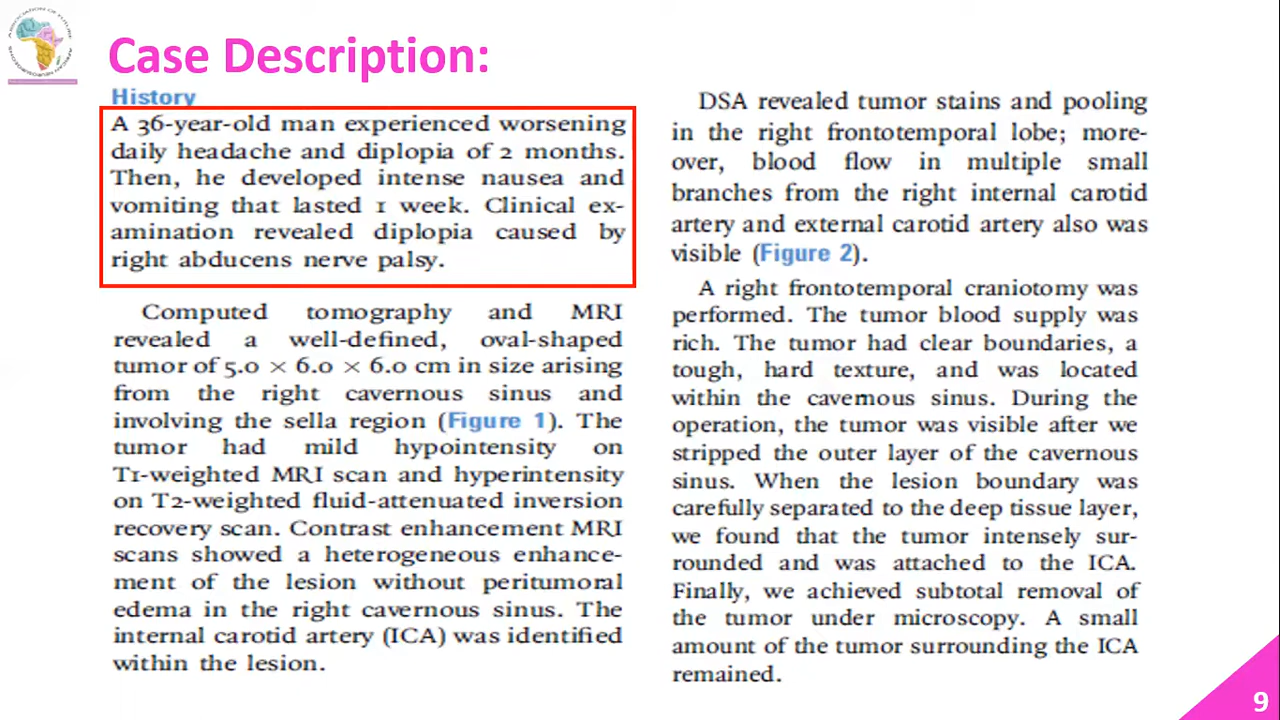 Case Description:
History
A 36-year-old man experienced worsening
daily headache and diplopia of 2 months.
Then, he developed intense nausea and
vomiting that lasted 1 week. Clinical ex-
amination revealed diplopia caused by
right abducens nerve palsy.
Computed tomography and MRI
revealed a well-defined, oval-shaped
tumor of 5.0 × 6.0 × 6.0 cm in size arising
from the right cavernous sinus and
involving the sella region (Figure 1). The
tumor had mild hypointensity on
T1-weighted MRI scan and hyperintensity
on T2-weighted fluid-attenuated inversion
recovery scan. Contrast enhancement MRI
scans showed a heterogeneous enhance-
ment of the lesion without peritumoral
edema in the right cavernous sinus. The
internal carotid artery (ICA) was identified
within the lesion.
DSA revealed tumor stains and pooling
in the right frontotemporal lobe; more-
over, blood flow in multiple small
branches from the right internal carotid
artery and external carotid artery also was
visible (Figure 2).
A right frontotemporal craniotomy was
performed. The tumor blood supply was
rich. The tumor had clear boundaries, a
tough, hard texture, and was located
within the cavernous sinus. During the
operation, the tumor was visible after we
stripped the outer layer of the cavernous
sinus. When the lesion boundary was
carefully separated to the deep tissue layer,
we found that the tumor intensely sur-
rounded and was attached to the ICA.
Finally, we achieved subtotal removal of
the tumor under microscopy. A small
amount of the tumor surrounding the ICA
remained.
9